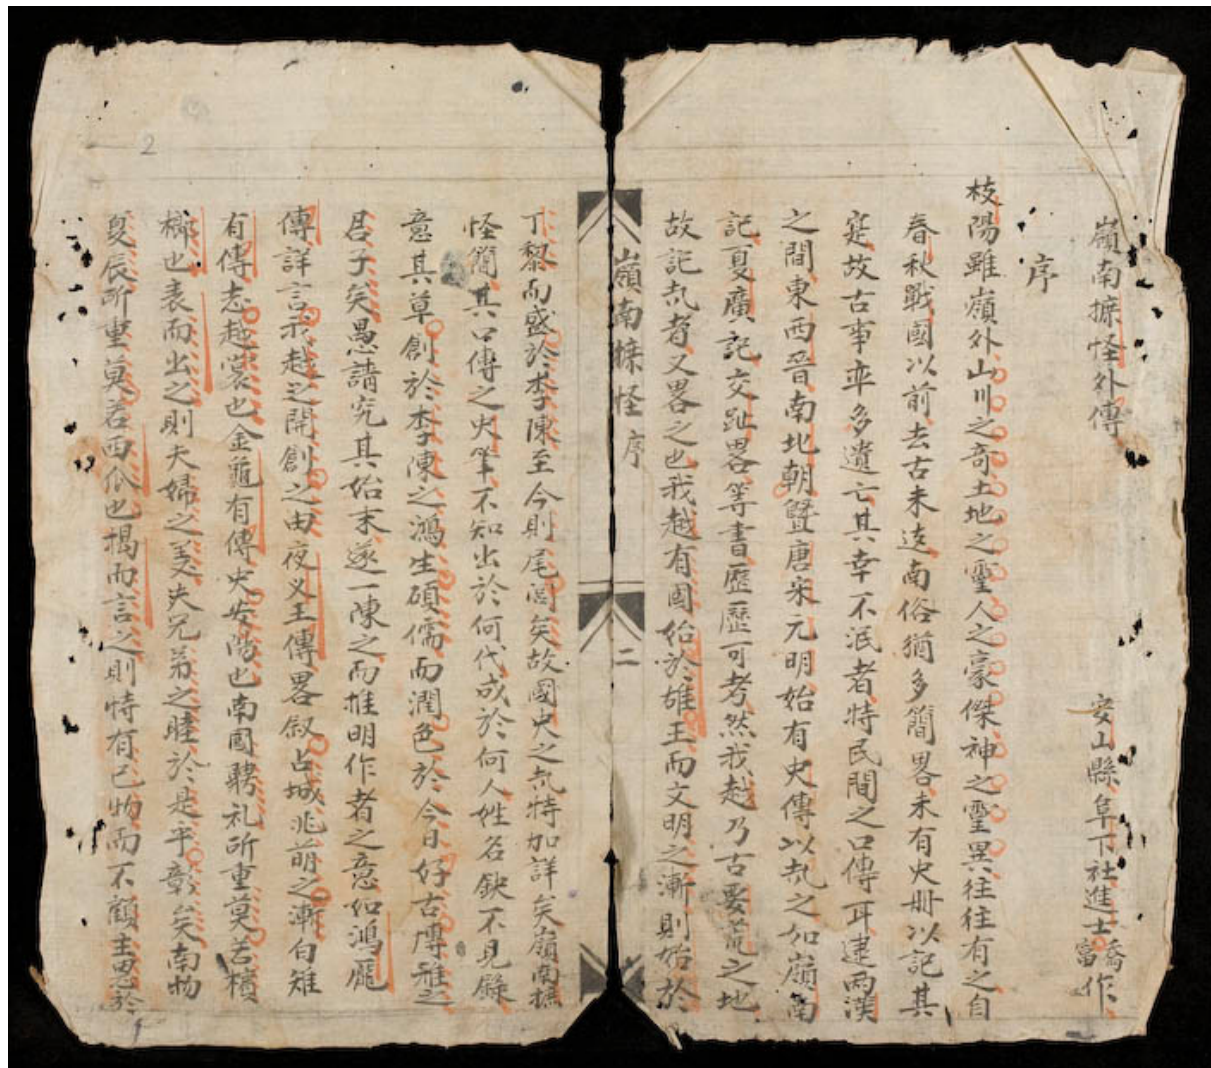 嶺南摭怪外傳
安山縣阜下社進士喬富作
序
枝陽雖嶺外山川之奇土地之灵人之豪傑神之灵異往往有之自
春秋戰國以前去古未遠南俗猶多簡畧未有史冊以記其
寔故古事率多遺亡其幸不泯者特民間之口傳耳逮兩漢
之間東西晋南北朝暨唐宋元明始有史傳以紀之如嶺南
記夏廣記交趾畧等書歷歷可考然我越乃古要荒之地
故記紀者又畧之也我越有國始於雄王而文明之漸則始於
嶺南摭怪序
二
丁黎而盛於李陳至今則尾閭矣故國史之紀特加詳矣嶺南摭
怪簡其口傳之史筆不知出於何代成於何人姓名缺不見錄
意其草創於李陳之鴻生碩儒而潤色於今日好古博雅之
君子矣愚請究其始末遂一陳之而推明作者之意如鴻厖
傳詳言我越之開創之由夜义王傳畧叙占城兆萌之漸白雉
有傳志越裳也金龜有傳史安陽也南國聘礼所重莫若檳
榔也表而出之則夫婦之美夫兄弟之睦於是乎彰矣南物
夏辰所重莫若西瓜也揭而言之則恃有己物而不顧主恩於
2